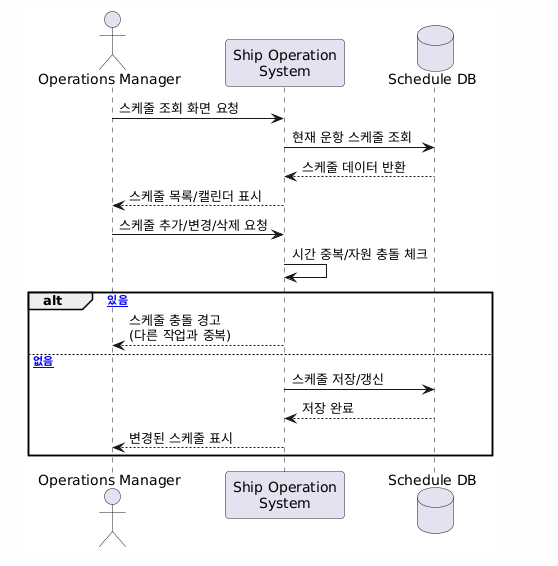 Operations Manager
Ship Operation
System
Schedule DB
스케줄 조회 화면 요청
현재 운항 스케줄 조회
스케줄 데이터 반환
스케줄 목록/캘린더 표시
스케줄 추가/변경/삭제 요청
시간 중복/자원 충돌 체크
alt 있음
스케줄 충돌 경고
(다른 작업과 중복)
없음
스케줄 저장/갱신
저장 완료
변경된 스케줄 표시
Operations Manager
Ship Operation
System
Schedule DB